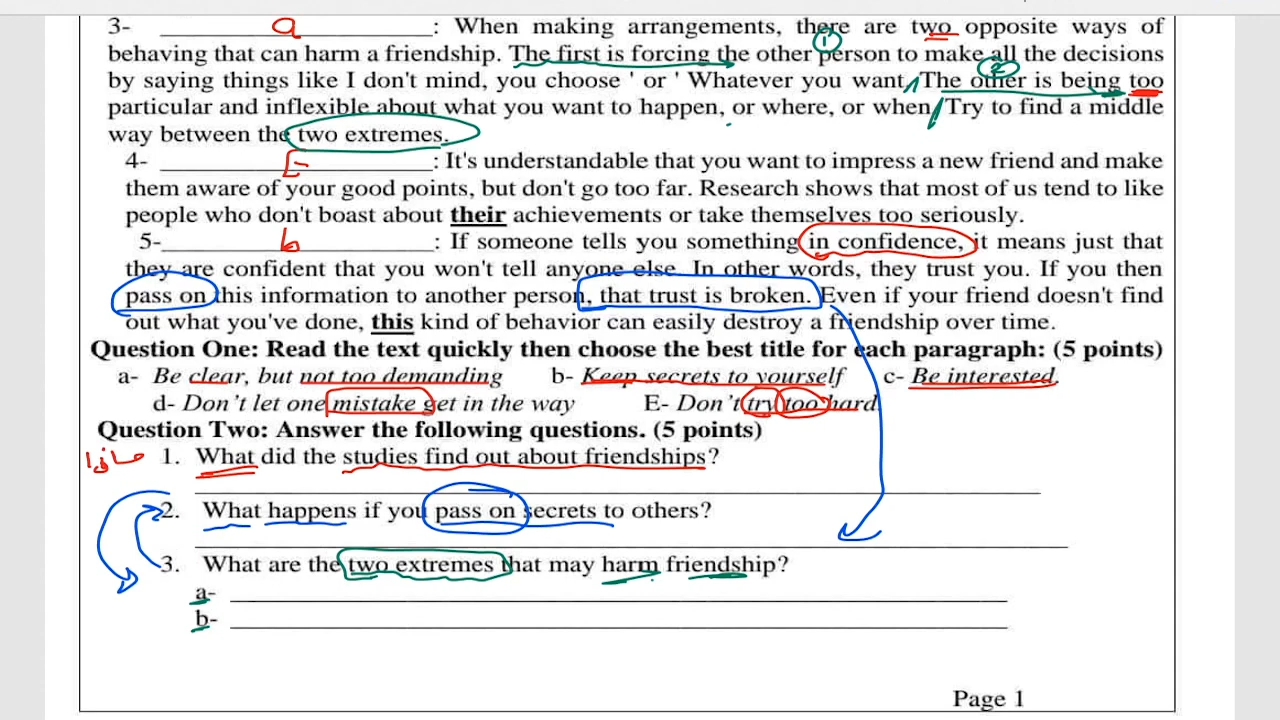 3- a : When making arrangements, there are two opposite ways of
behaving that can harm a friendship. The first is forcing the other person to make all the decisions
by saying things like I don't mind, you choose ' or ' Whatever you want. The other is being too
particular and inflexible about what you want to happen, or where, or when. Try to find a middle
way between the two extremes.
4- E : It's understandable that you want to impress a new friend and make
them aware of your good points, but don't go too far. Research shows that most of us tend to like
people who don't boast about their achievements or take themselves too seriously.
5- b : If someone tells you something in confidence, it means just that
they are confident that you won't tell anyone else. In other words, they trust you. If you then
pass on this information to another person, that trust is broken. Even if your friend doesn't find
out what you've done, this kind of behavior can easily destroy a friendship over time.
Question One: Read the text quickly then choose the best title for each paragraph: (5 points)
a- Be clear, but not too demanding b- Keep secrets to yourself c- Be interested.
d- Don't let one mistake get in the way E- Don't try too hard.
Question Two: Answer the following questions. (5 points)
ماذا 1. What did the studies find out about friendships?
2. What happens if you pass on secrets to others?
3. What are the two extremes that may harm friendship?
a-
b-
Page 1